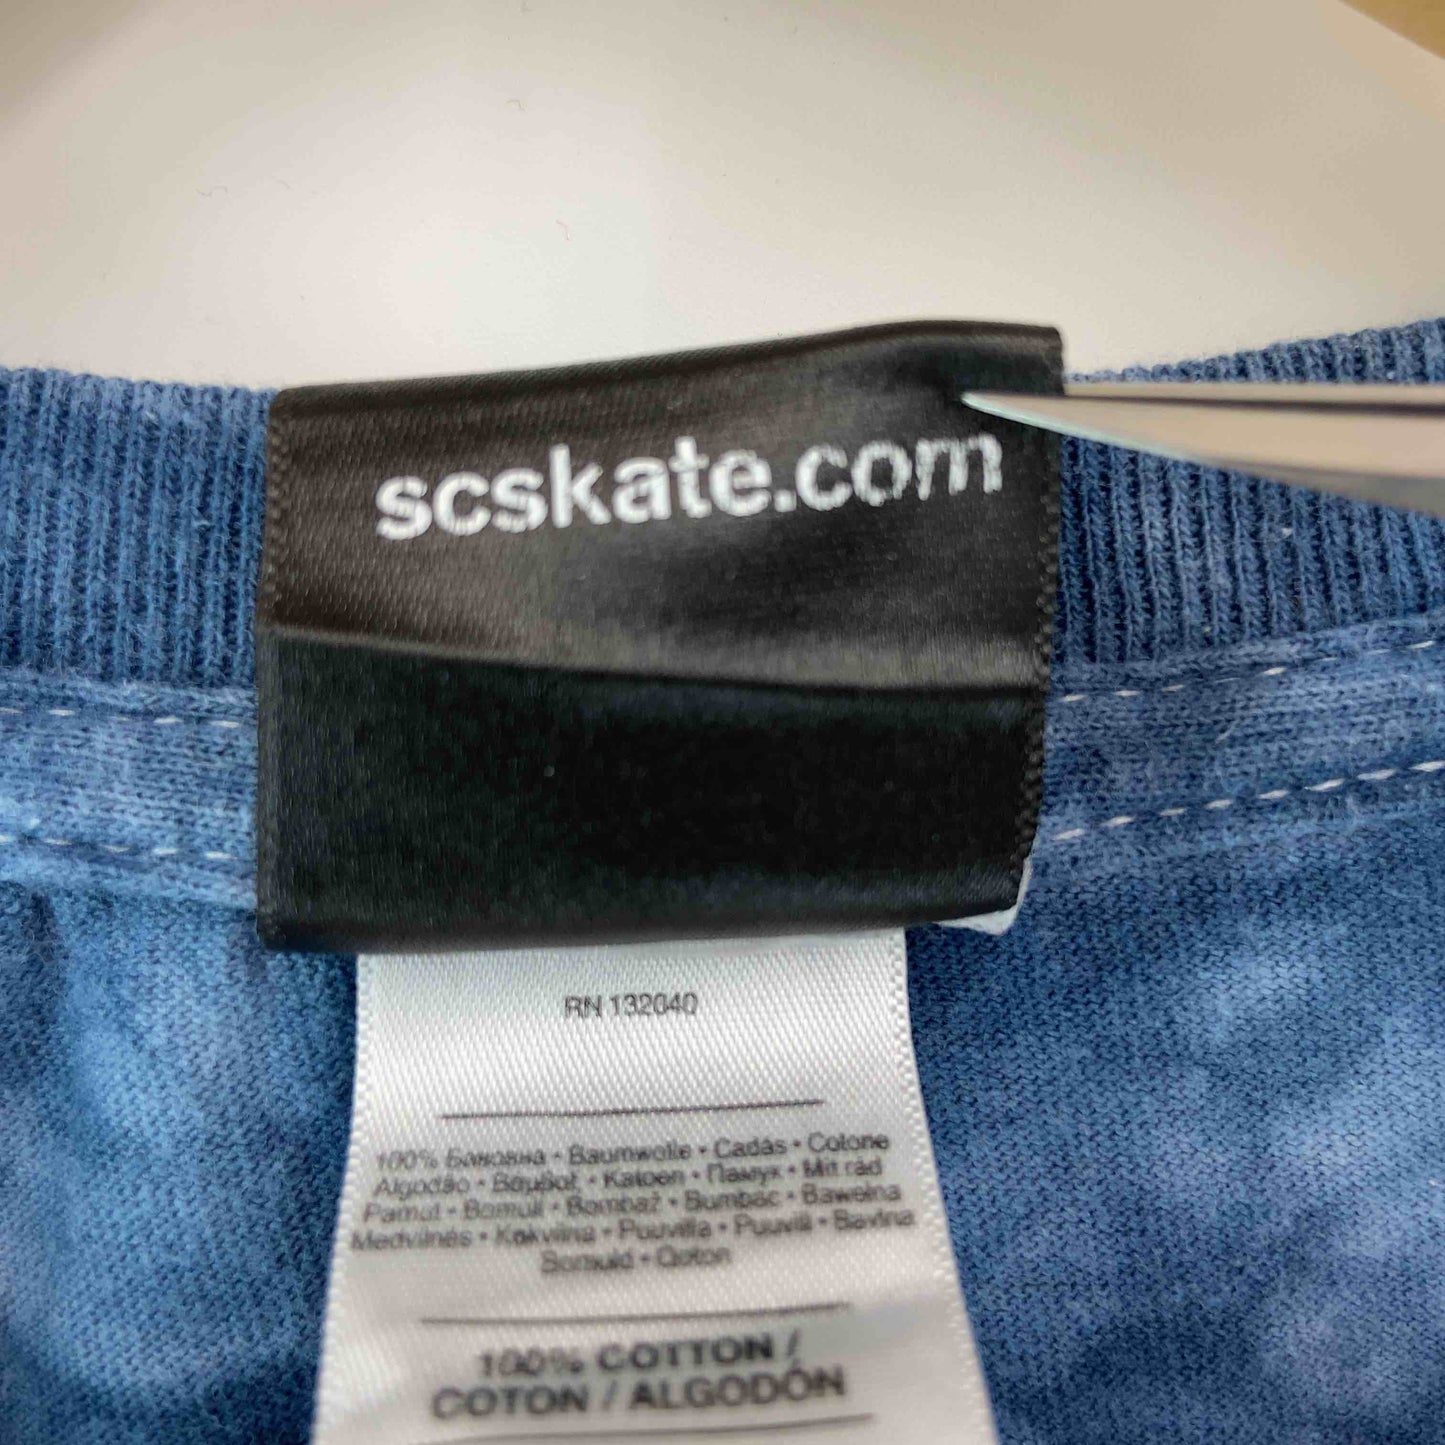 scskate.com
RN 132040
100% Бавовна • Baumwolle • Cadás • Cotone
Algodão • Βαμβάκι • Katoen • Памук • Mit rád
Pamut • Bomull • Bombaž • Bumbac • Bawełna
Medvilnės • Kokvilna • Puuvilla • Puuvill • Bavlna
Bomuld • Qoton
100% COTTON /
COTON / ALGODÓN